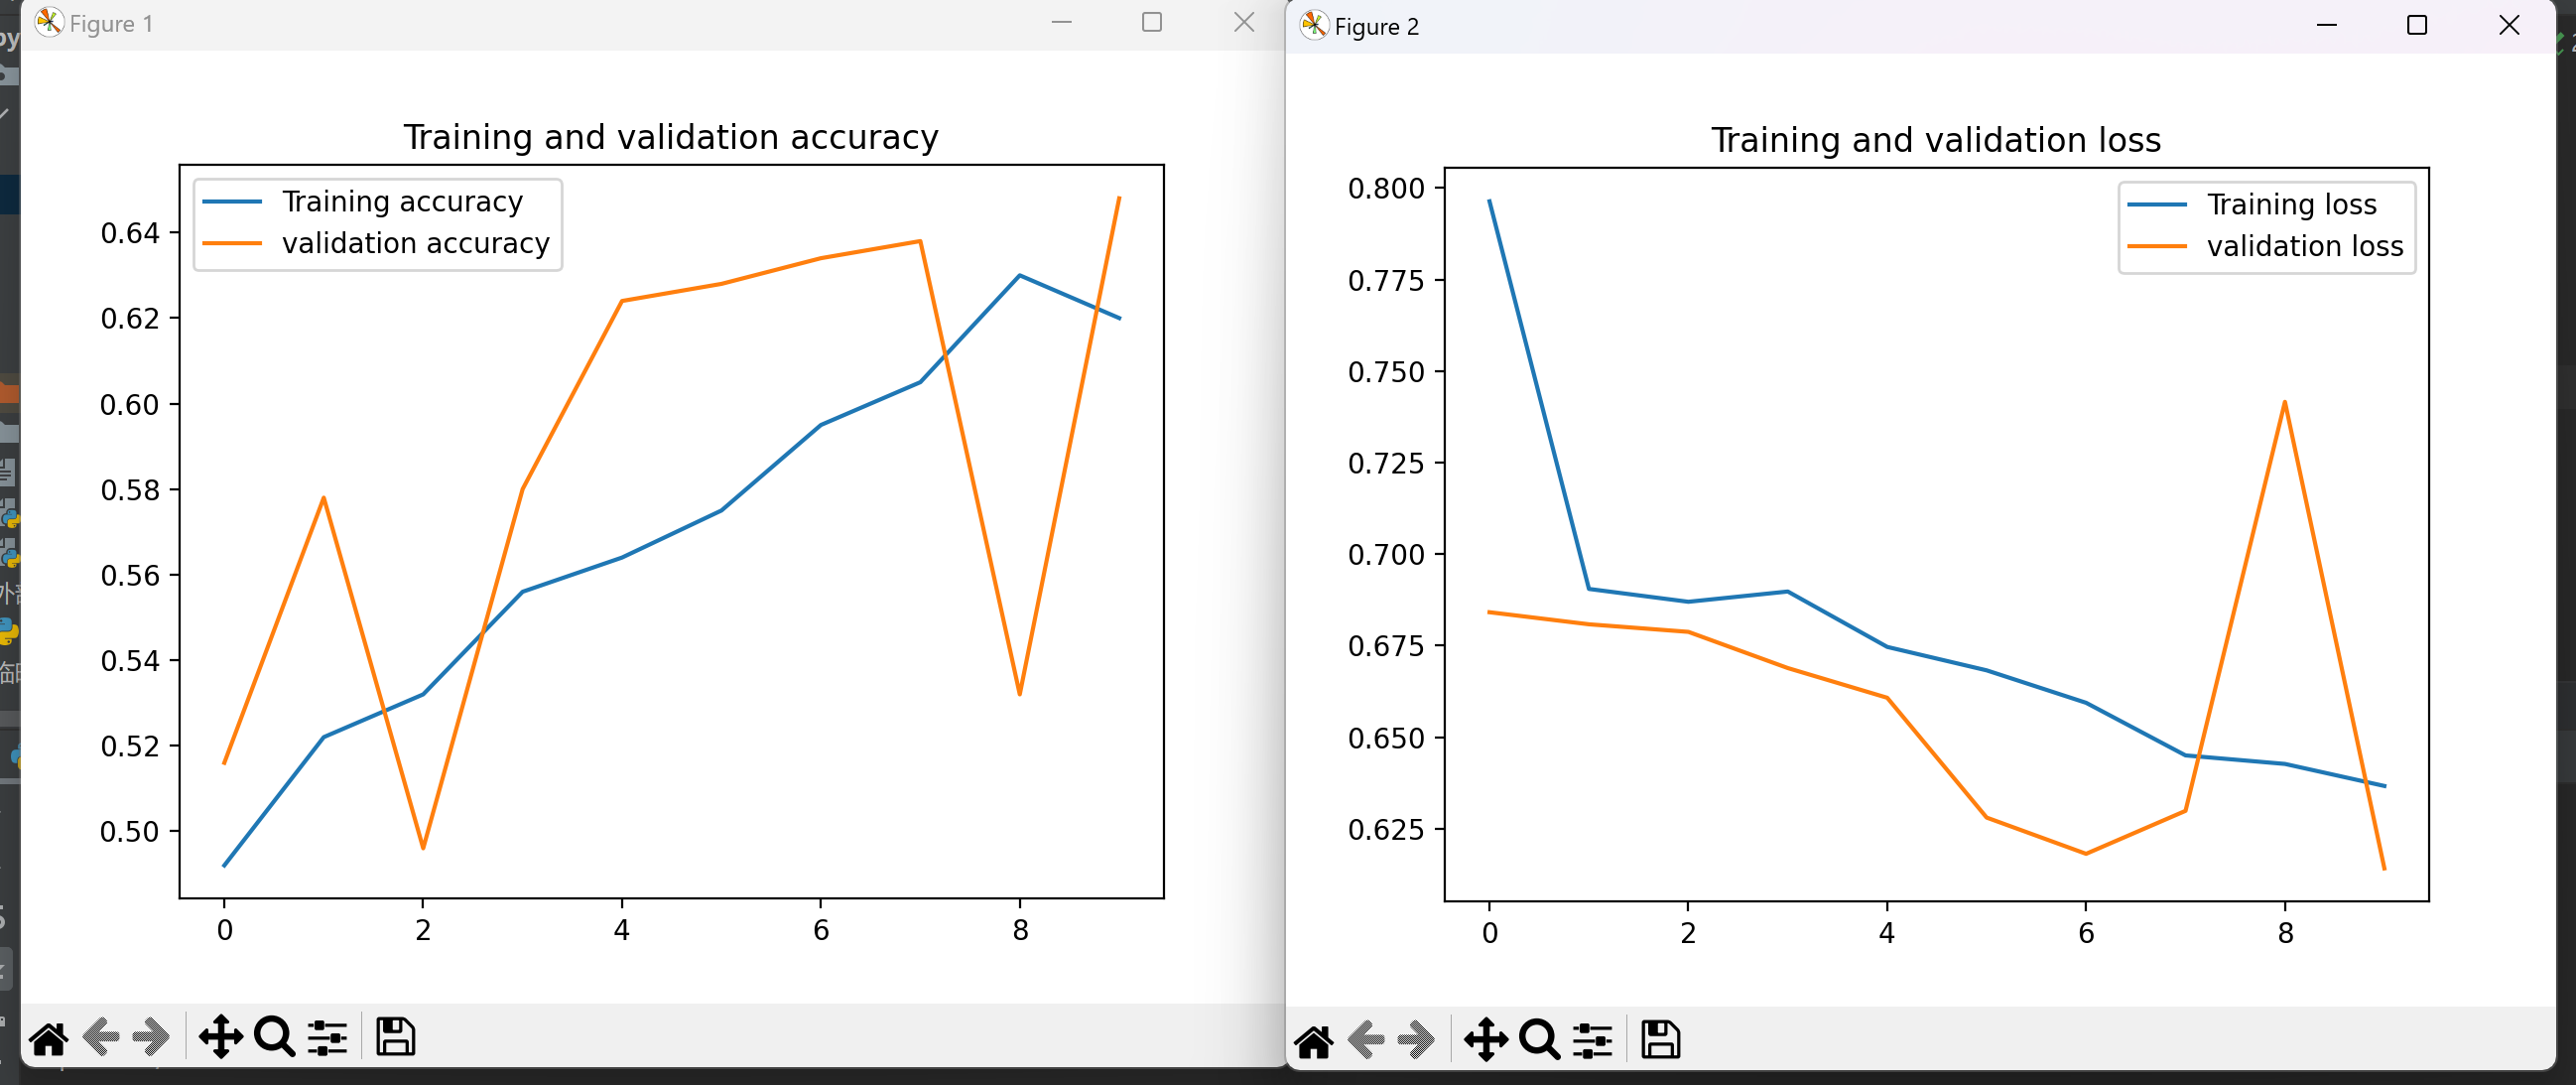 Figure 1
Training and validation accuracy
Training accuracy
validation accuracy
0.64
0.62
0.60
0.58
0.56
0.54
0.52
0.50
0 2 4 6 8
Figure 2
Training and validation loss
Training loss
validation loss
0.800
0.775
0.750
0.725
0.700
0.675
0.650
0.625
0 2 4 6 8
py
外
临